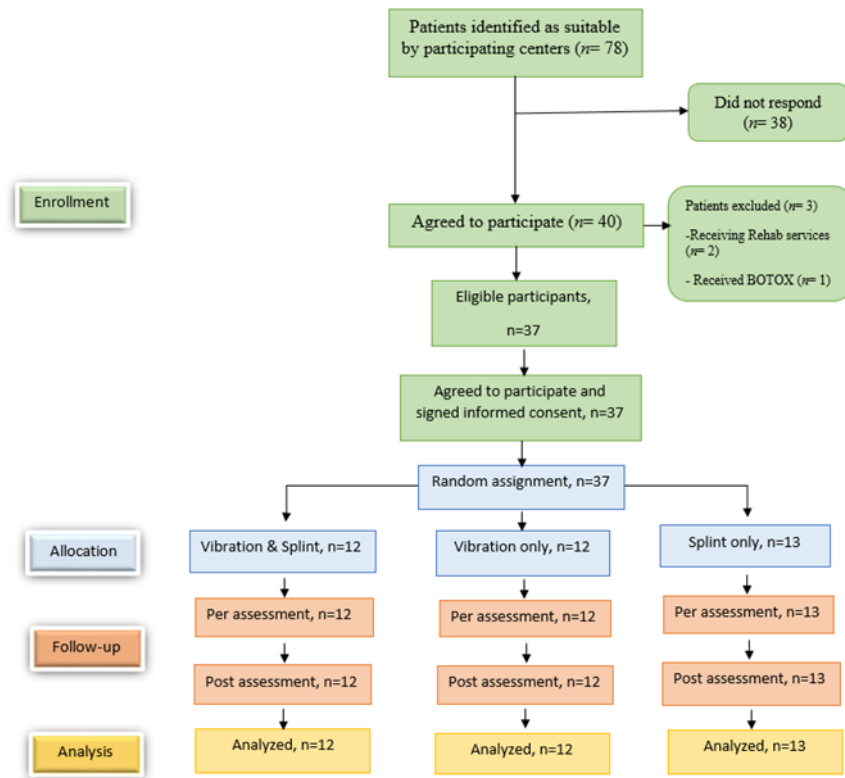 Patients identified as suitable
by participating centers (n= 78)
Did not respond
(n= 38)
Enrollment
Agreed to participate (n= 40)
Patients excluded (n= 3)
-Receiving Rehab services
(n= 2)
- Received BOTOX (n= 1)
Eligible participants,
n=37
Agreed to participate and
signed informed consent, n=37
Random assignment, n=37
Allocation
Vibration & Splint, n=12
Vibration only, n=12
Splint only, n=13
Follow-up
Per assessment, n=12
Per assessment, n=12
Per assessment, n=13
Post assessment, n=12
Post assessment, n=12
Post assessment, n=13
Analysis
Analyzed, n=12
Analyzed, n=12
Analyzed, n=13